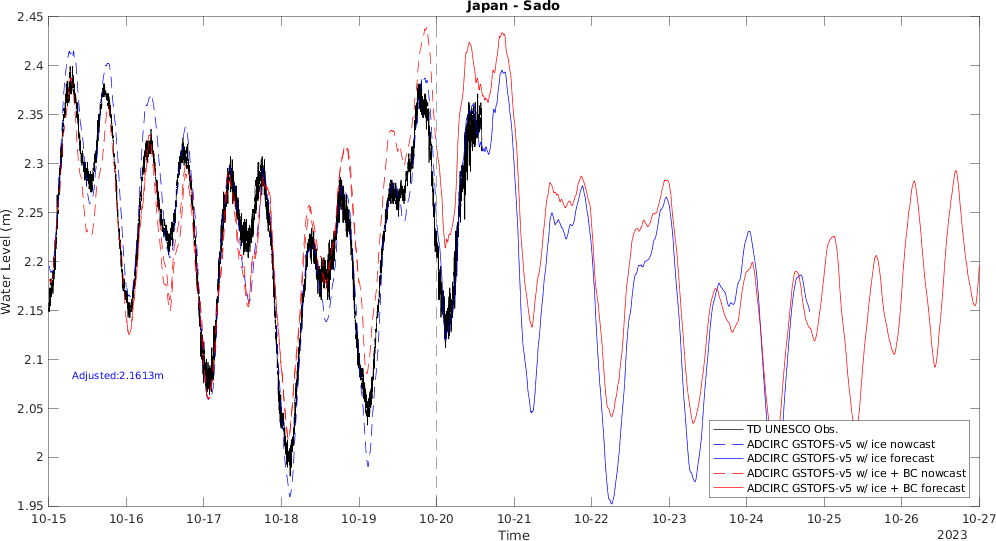 Japan - Sado
2.45
2.4
2.35
2.3
2.25
2.2
2.15
2.1
2.05
2
1.95
Water Level (m)
Adjusted:2.1613m
TD UNESCO Obs.
ADCIRC GSTOFS-v5 w/ ice nowcast
ADCIRC GSTOFS-v5 w/ ice forecast
ADCIRC GSTOFS-v5 w/ ice + BC nowcast
ADCIRC GSTOFS-v5 w/ ice + BC forecast
10-15 10-16 10-17 10-18 10-19 10-20 10-21 10-22 10-23 10-24 10-25 10-26 10-27
Time
2023